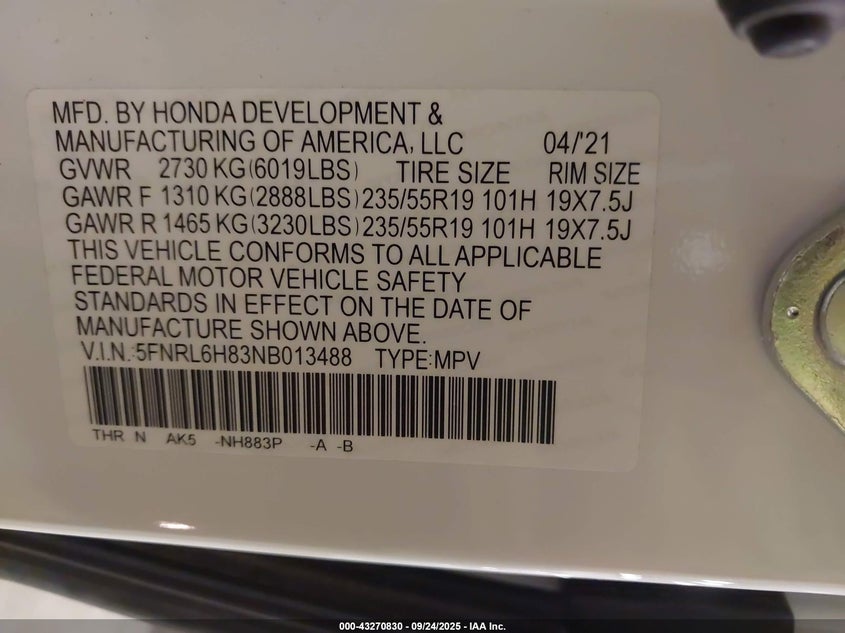 MFD. BY HONDA DEVELOPMENT &
MANUFACTURING OF AMERICA, LLC 04/'21
GVWR 2730 KG(6019LBS) TIRE SIZE RIM SIZE
GAWR F 1310 KG(2888LBS) 235/55R19 101H 19X7.5J
GAWR R 1465 KG(3230LBS) 235/55R19 101H 19X7.5J
THIS VEHICLE CONFORMS TO ALL APPLICABLE
FEDERAL MOTOR VEHICLE SAFETY
STANDARDS IN EFFECT ON THE DATE OF
MANUFACTURE SHOWN ABOVE.
V.I.N.:5FNRL6H83NB013488 TYPE:MPV
THR N AK5 -NH883P -A -B
000-43270830 - 09/24/2025 - IAA Inc.